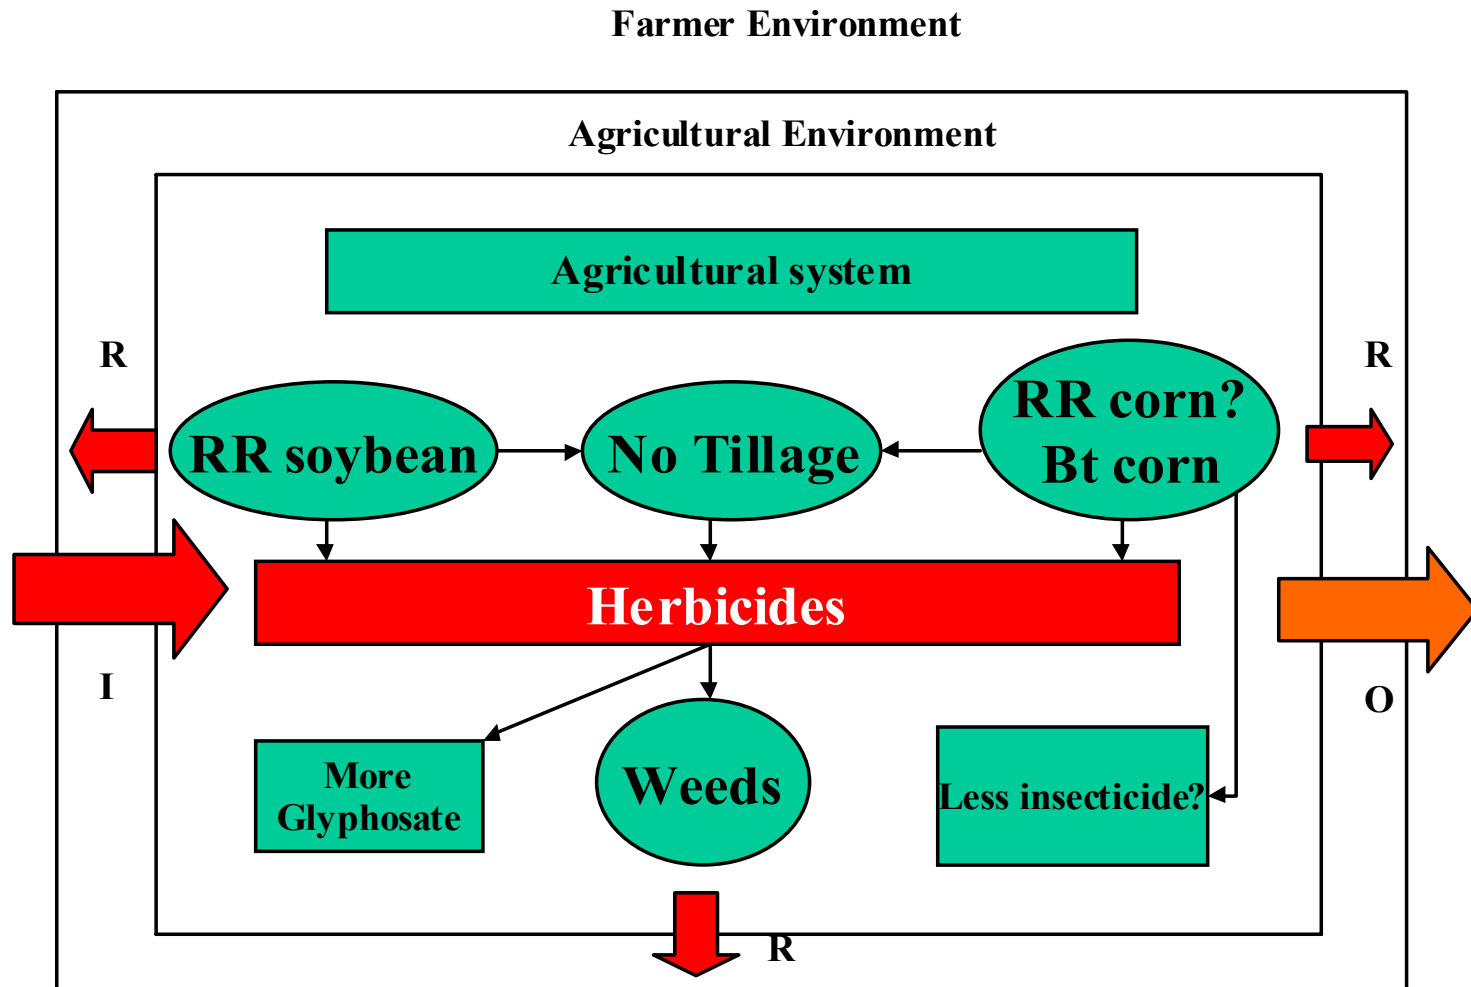 Farmer Environment
Agricultural Environment
Agricultural system
R
R
RR soybean
No Tillage
RR corn?
Bt corn
Herbicides
I
O
More
Glyphosate
Weeds
Less insecticide?
R